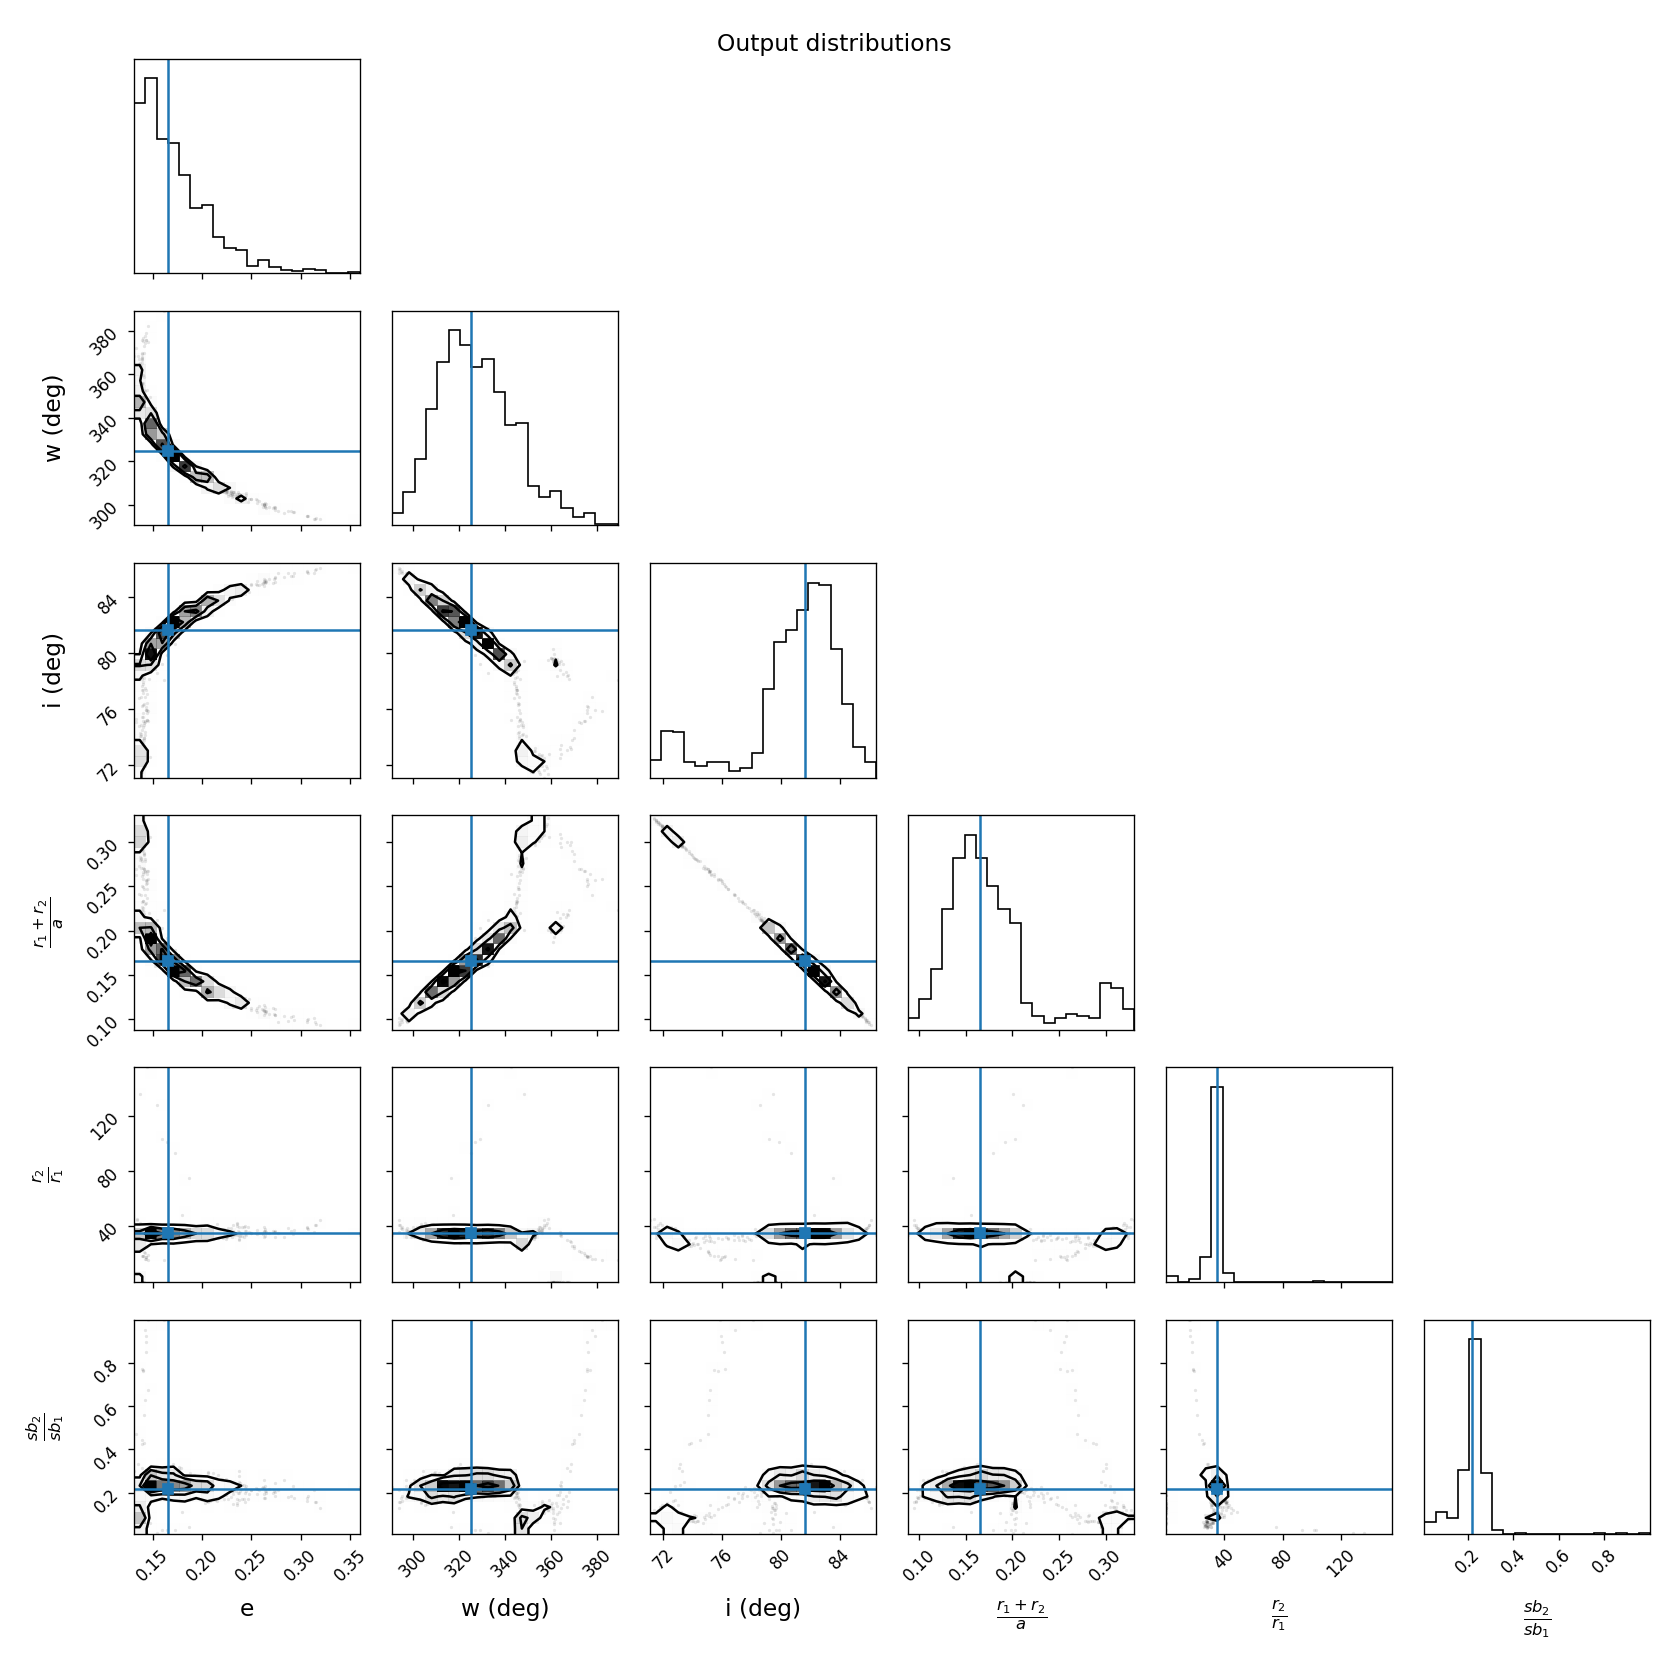 Output distributions
w (deg)
380
360
340
320
300
i (deg)
84
80
76
72
r₁ + r₂
a
0.30
0.25
0.20
0.15
0.10
r₂
r₁
120
80
40
sb₂
sb₁
0.8
0.6
0.4
0.2
0.15 0.20 0.25 0.30 0.35 300 320 340 360 380 72 76 80 84 0.10 0.15 0.20 0.25 0.30 40 80 120 0.2 0.4 0.6 0.8
e w (deg) i (deg) r₁ + r₂ r₂ sb₂
a r₁ sb₁